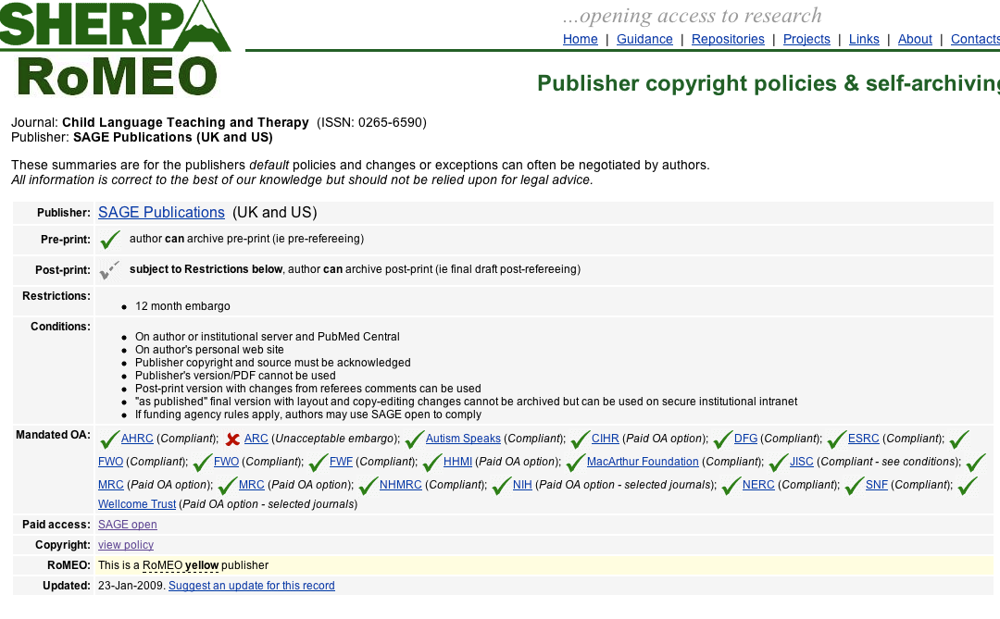 SHERPA
RoMEO
...opening access to research
Home | Guidance | Repositories | Projects | Links | About | Contacts
Publisher copyright policies & self-archiving
Journal: Child Language Teaching and Therapy (ISSN: 0265-6590)
Publisher: SAGE Publications (UK and US)
These summaries are for the publishers default policies and changes or exceptions can often be negotiated by authors.
All information is correct to the best of our knowledge but should not be relied upon for legal advice.
Publisher: SAGE Publications (UK and US)
Pre-print: author can archive pre-print (ie pre-refereeing)
Post-print: subject to Restrictions below, author can archive post-print (ie final draft post-refereeing)
Restrictions:
• 12 month embargo
Conditions:
• On author or institutional server and PubMed Central
• On author's personal web site
• Publisher copyright and source must be acknowledged
• Publisher's version/PDF cannot be used
• Post-print version with changes from referees comments can be used
• "as published" final version with layout and copy-editing changes cannot be archived but can be used on secure institutional intranet
• If funding agency rules apply, authors may use SAGE open to comply
Mandated OA: AHRC (Compliant); ARC (Unacceptable embargo); Autism Speaks (Compliant); CIHR (Paid OA option); DFG (Compliant); ESRC (Compliant);
FWO (Compliant); FWO (Compliant); FWF (Compliant); HHMI (Paid OA option); MacArthur Foundation (Compliant); JISC (Compliant - see conditions);
MRC (Paid OA option); MRC (Paid OA option); NHMRC (Compliant); NIH (Paid OA option - selected journals); NERC (Compliant); SNF (Compliant);
Wellcome Trust (Paid OA option - selected journals)
Paid access: SAGE open
Copyright: view policy
RoMEO: This is a RoMEO yellow publisher
Updated: 23-Jan-2009. Suggest an update for this record